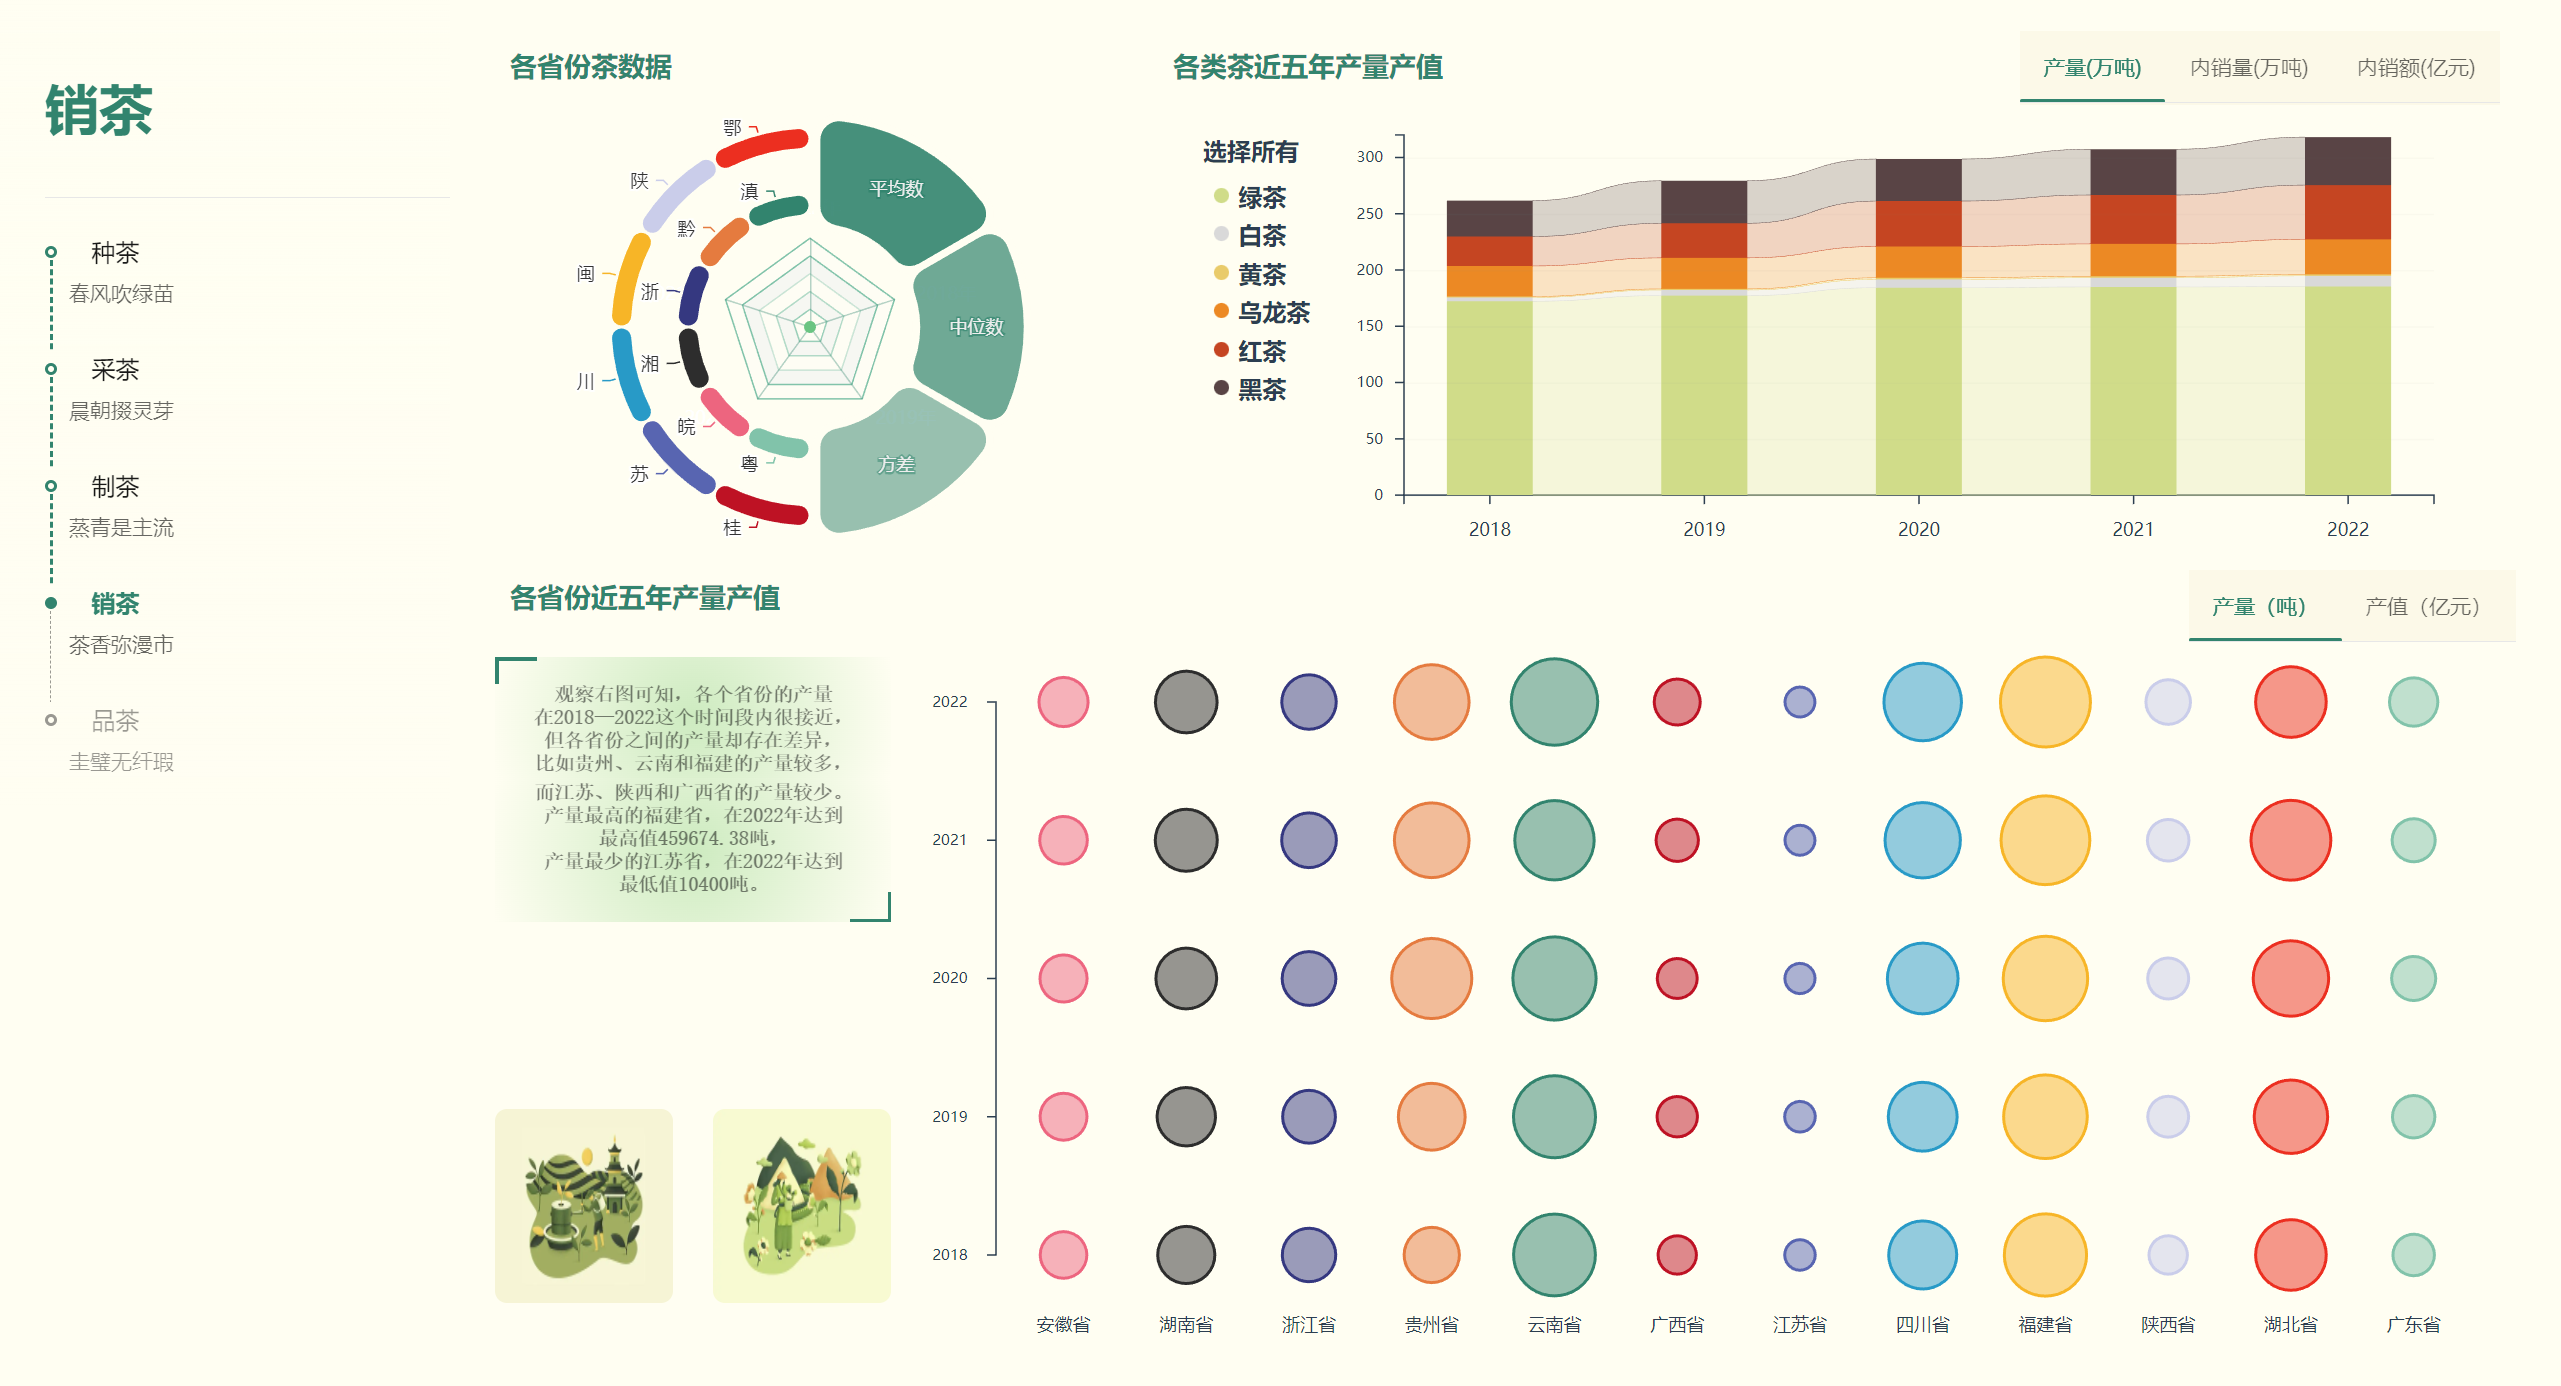 销茶
种茶
春风吹绿苗
采茶
晨朝掇灵芽
制茶
蒸青是主流
销茶
茶香弥漫市
品茶
圭璧无纤瑕
各省份茶数据
鄂
陕
滇
黔
闽
浙
川
湘
皖
苏
粤
桂
平均数
中位数
方差
各类茶近五年产量产值
产量(万吨) 内销量(万吨) 内销额(亿元)
选择所有
绿茶
白茶
黄茶
乌龙茶
红茶
黑茶
300
250
200
150
100
50
0
2018 2019 2020 2021 2022
各省份近五年产量产值
产量（吨） 产值（亿元）
观察右图可知，各个省份的产量
在2018—2022这个时间段内很接近，
但各省份之间的产量却存在差异，
比如贵州、云南和福建的产量较多，
而江苏、陕西和广西省的产量较少。
产量最高的福建省，在2022年达到
最高值459674.38吨，
产量最少的江苏省，在2022年达到
最低值10400吨。
2022
2021
2020
2019
2018
安徽省 湖南省 浙江省 贵州省 云南省 广西省 江苏省 四川省 福建省 陕西省 湖北省 广东省